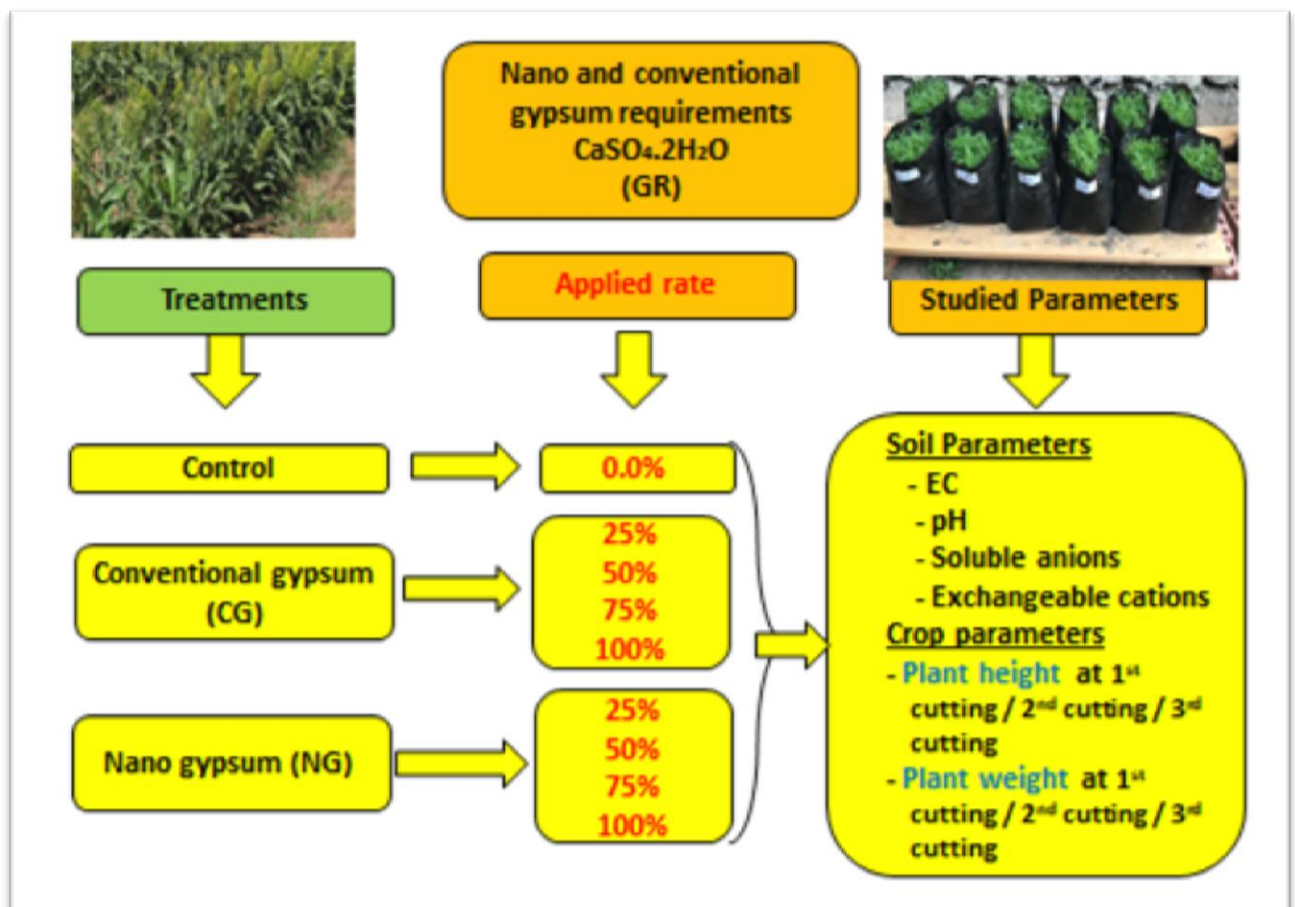 Nano and conventional
gypsum requirements
CaSO₄.2H₂O
(GR)
Treatments
Applied rate
Studied Parameters
Control
0.0%
Conventional gypsum
(CG)
25%
50%
75%
100%
Nano gypsum (NG)
25%
50%
75%
100%
Soil Parameters
- EC
- pH
- Soluble anions
- Exchangeable cations
Crop parameters
- Plant height at 1st
cutting / 2nd cutting / 3rd
cutting
- Plant weight at 1st
cutting / 2nd cutting / 3rd
cutting